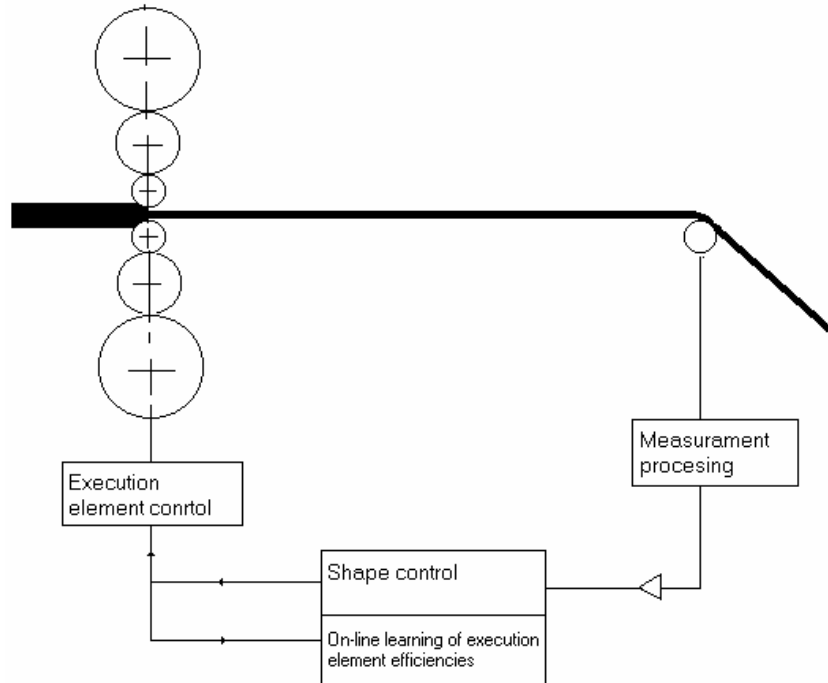 Measurament
procesing
Execution
element conrtol
Shape control
On-line learning of execution
element efficiencies